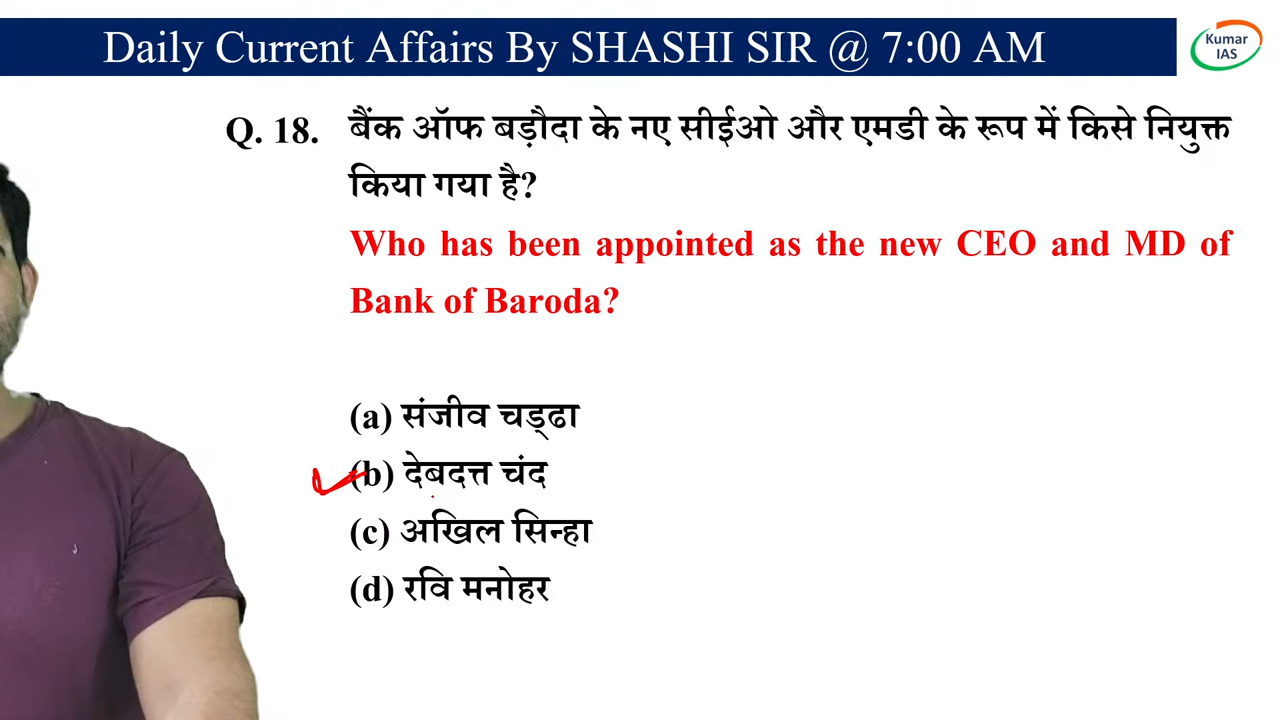 Daily Current Affairs By SHASHI SIR @ 7:00 AM
Kumar
IAS
Q. 18. बैंक ऑफ बड़ौदा के नए सीईओ और एमडी के रूप में किसे नियुक्त
किया गया है?
Who has been appointed as the new CEO and MD of
Bank of Baroda?
(a) संजीव चड्ढा
(b) देबदत्त चंद
(c) अखिल सिन्हा
(d) रवि मनोहर